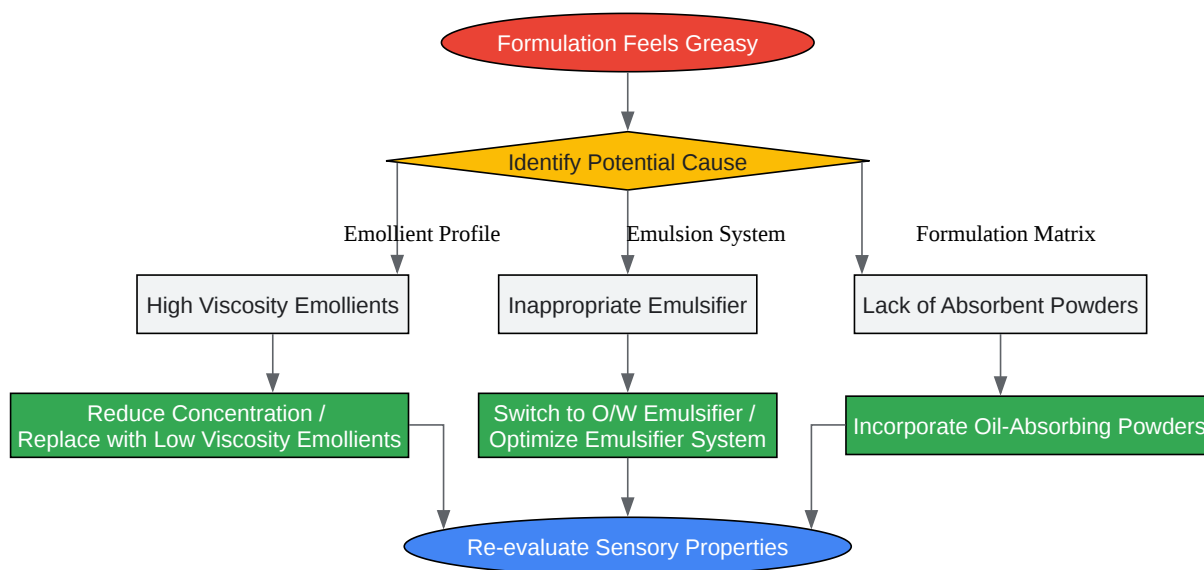 Formulation Feels Greasy
Identify Potential Cause
Emollient Profile
Emulsion System
Formulation Matrix
High Viscosity Emollients
Inappropriate Emulsifier
Lack of Absorbent Powders
Reduce Concentration /
Replace with Low Viscosity Emollients
Switch to O/W Emulsifier /
Optimize Emulsifier System
Incorporate Oil-Absorbing Powders
Re-evaluate Sensory Properties